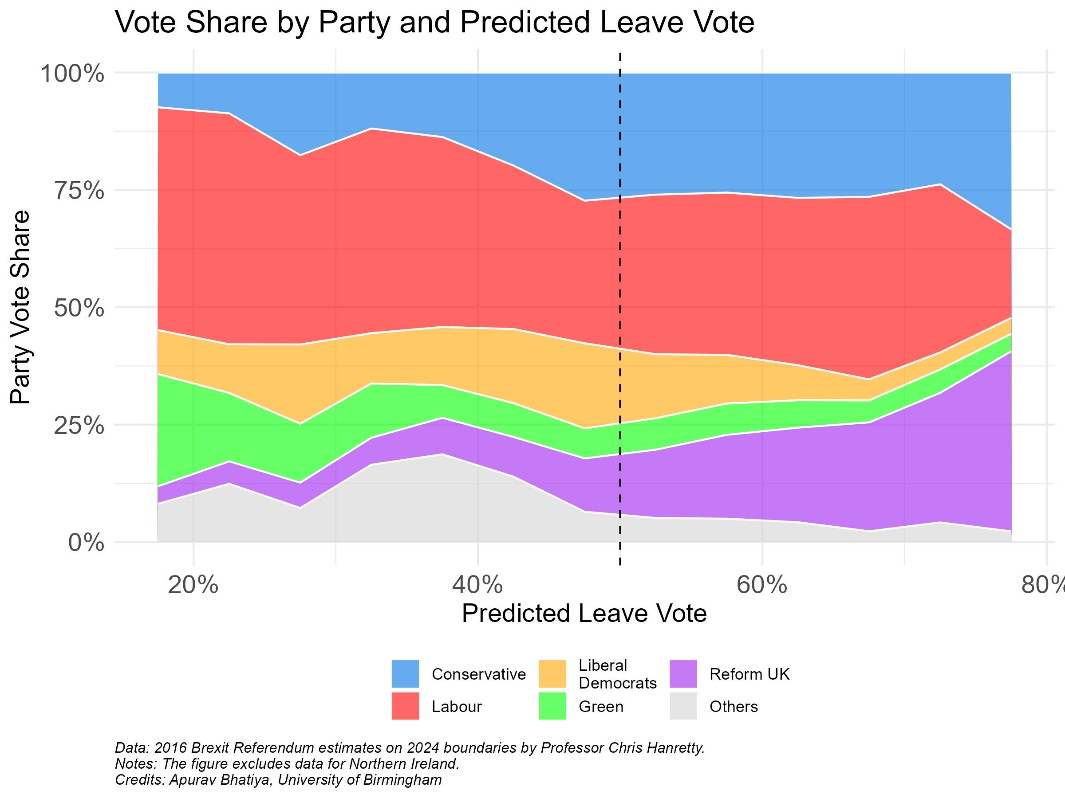 Vote Share by Party and Predicted Leave Vote
100%
75%
50%
25%
0%
Party Vote Share
20%
40%
60%
80%
Predicted Leave Vote
Conservative
Liberal
Democrats
Reform UK
Labour
Green
Others
Data: 2016 Brexit Referendum estimates on 2024 boundaries by Professor Chris Hanretty.
Notes: The figure excludes data for Northern Ireland.
Credits: Apurav Bhatiya, University of Birmingham